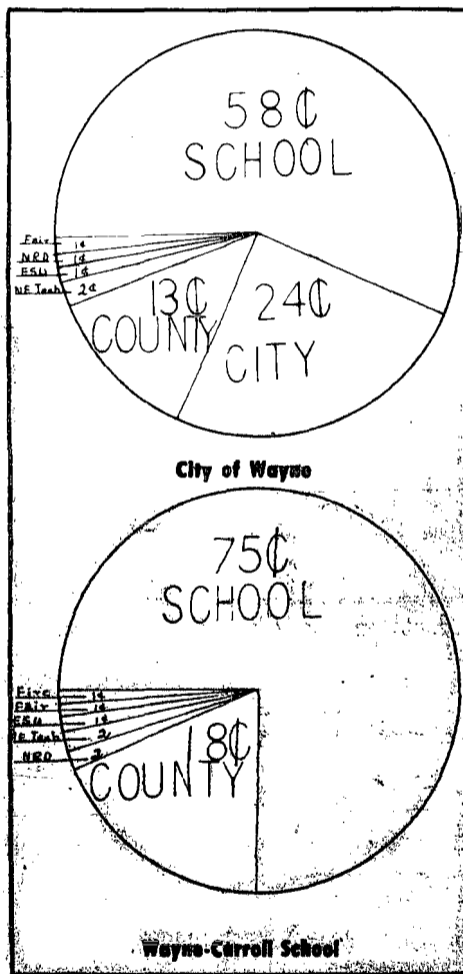 58¢
SCHOOL
Fair 1¢
NRD 1¢
ESU 1¢
NE Tech 2¢
13¢
COUNTY
24¢
CITY
City of Wayne
75¢
SCHOOL
Fire 1¢
Fair 1¢
ESU 1¢
NE Tech 2
NRD 2
18¢
COUNTY
Wayne-Carroll School